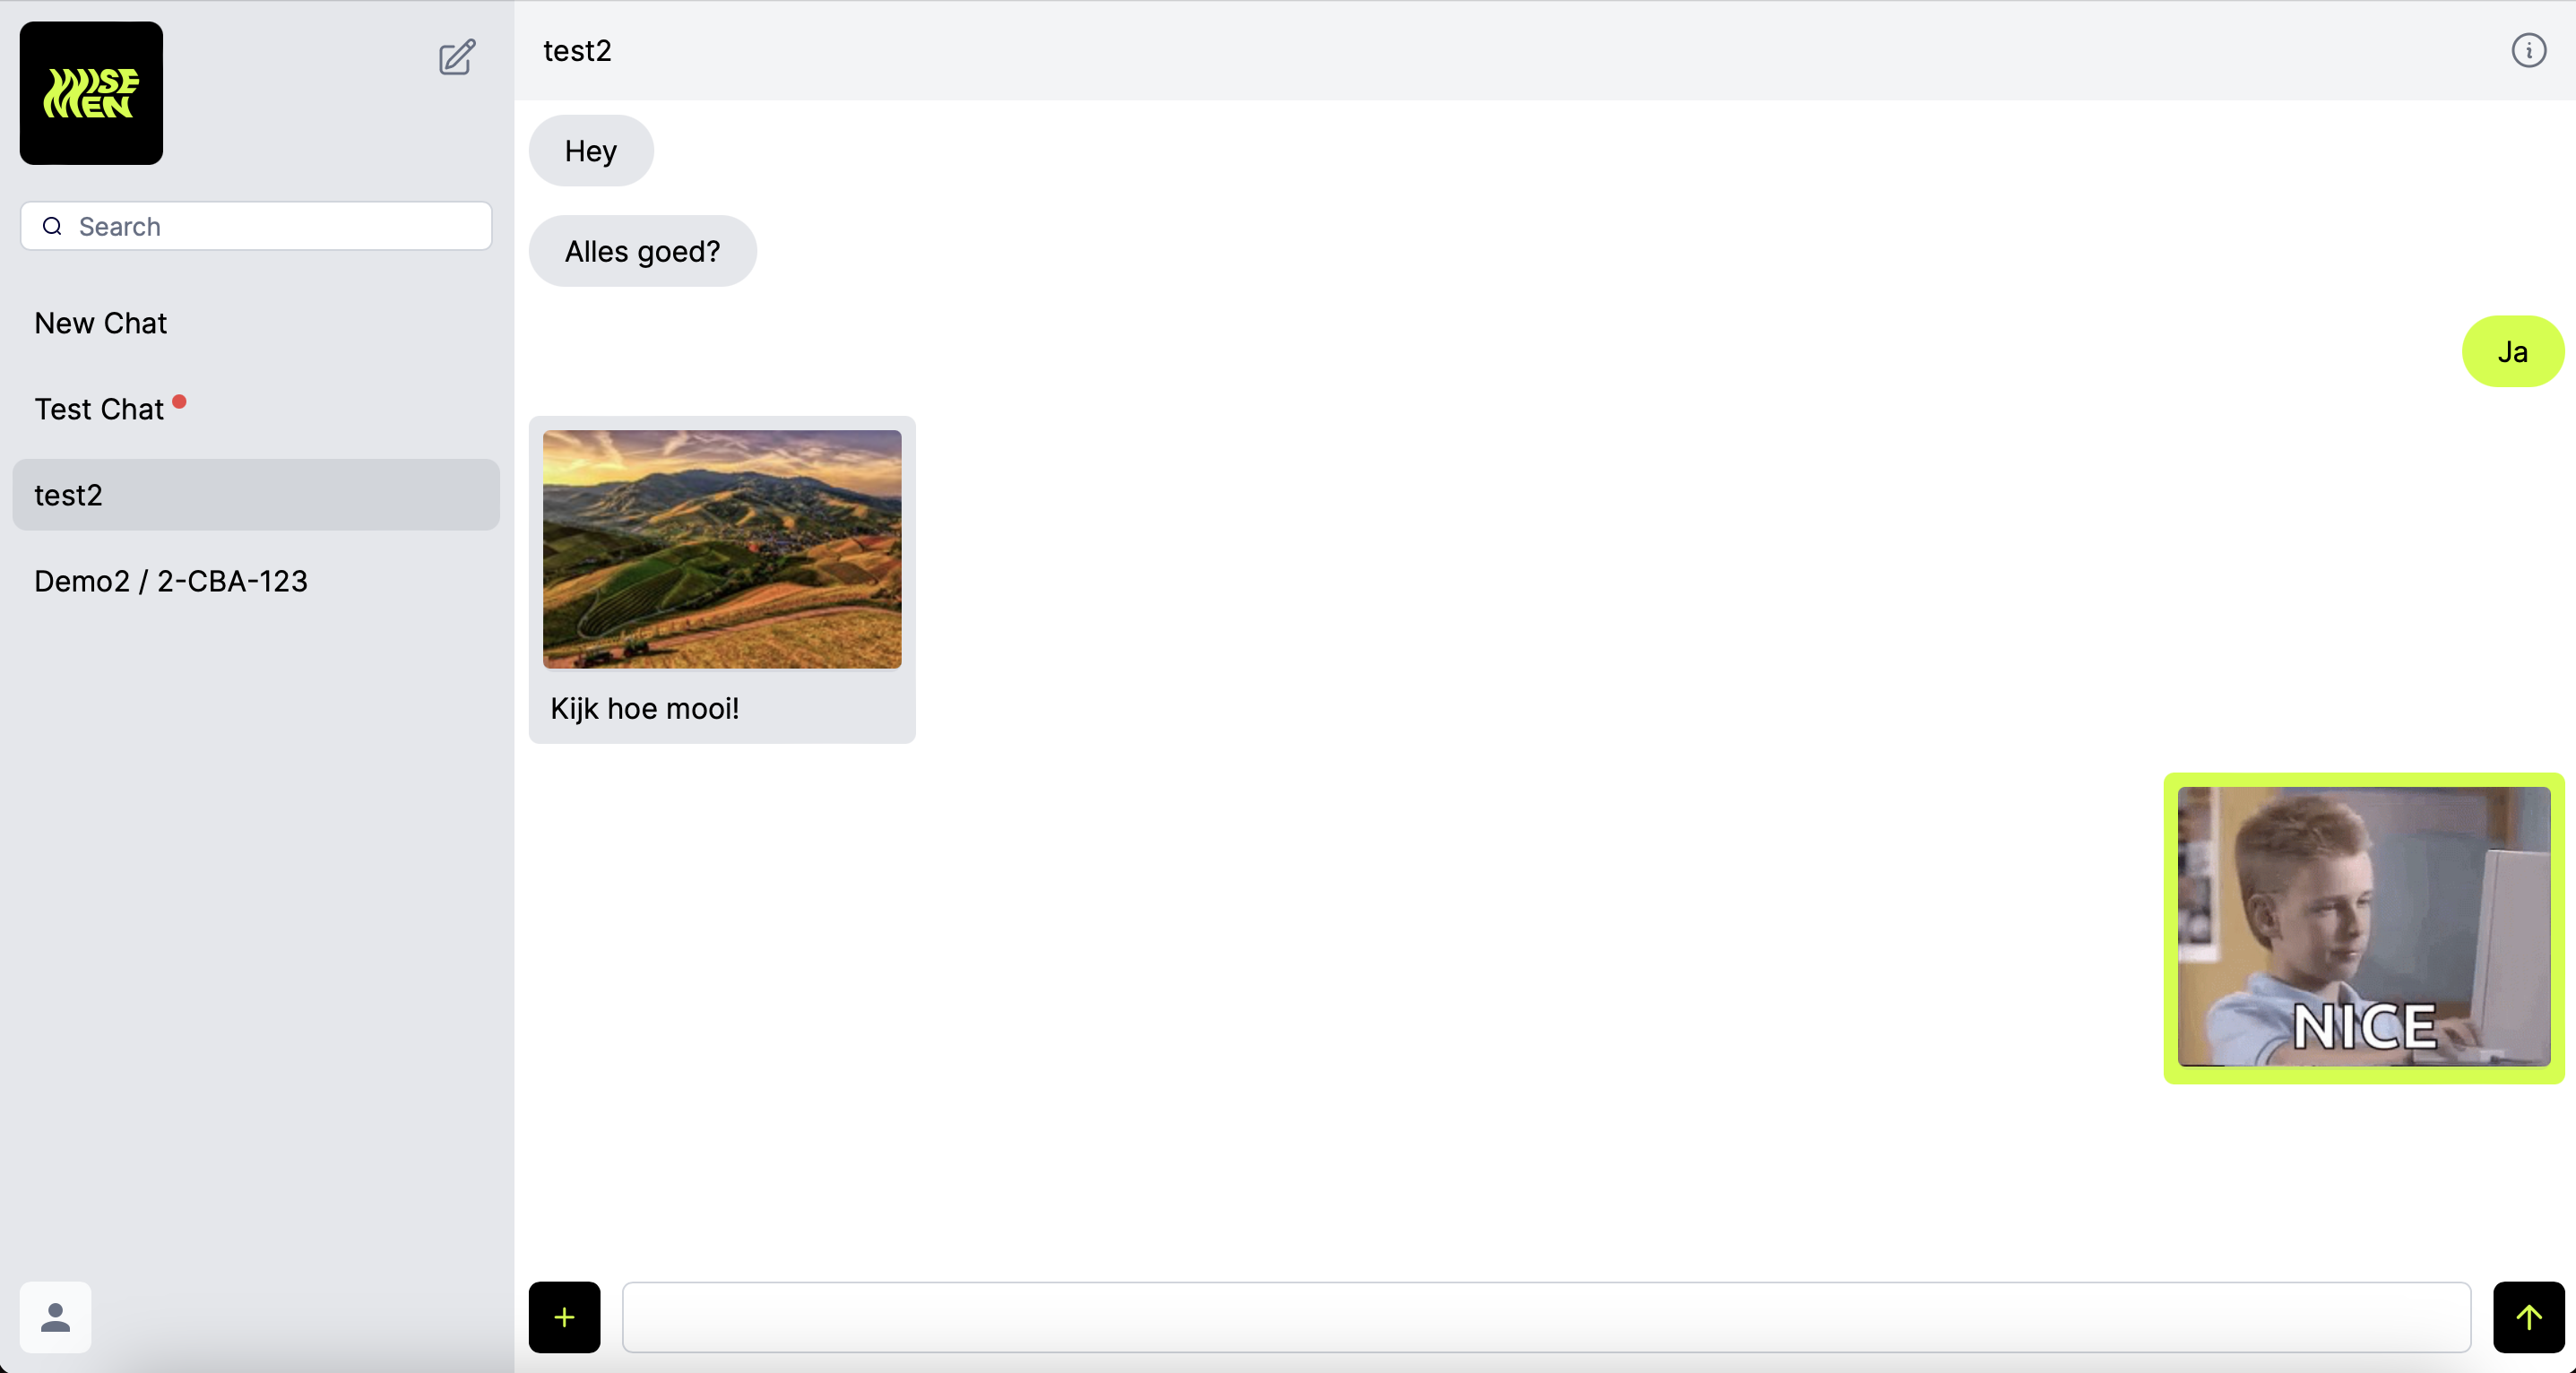 WISE
MEN
Search
New Chat
Test Chat
test2
Demo2 / 2-CBA-123
test2
Hey
Alles goed?
Ja
Kijk hoe mooi!
NICE